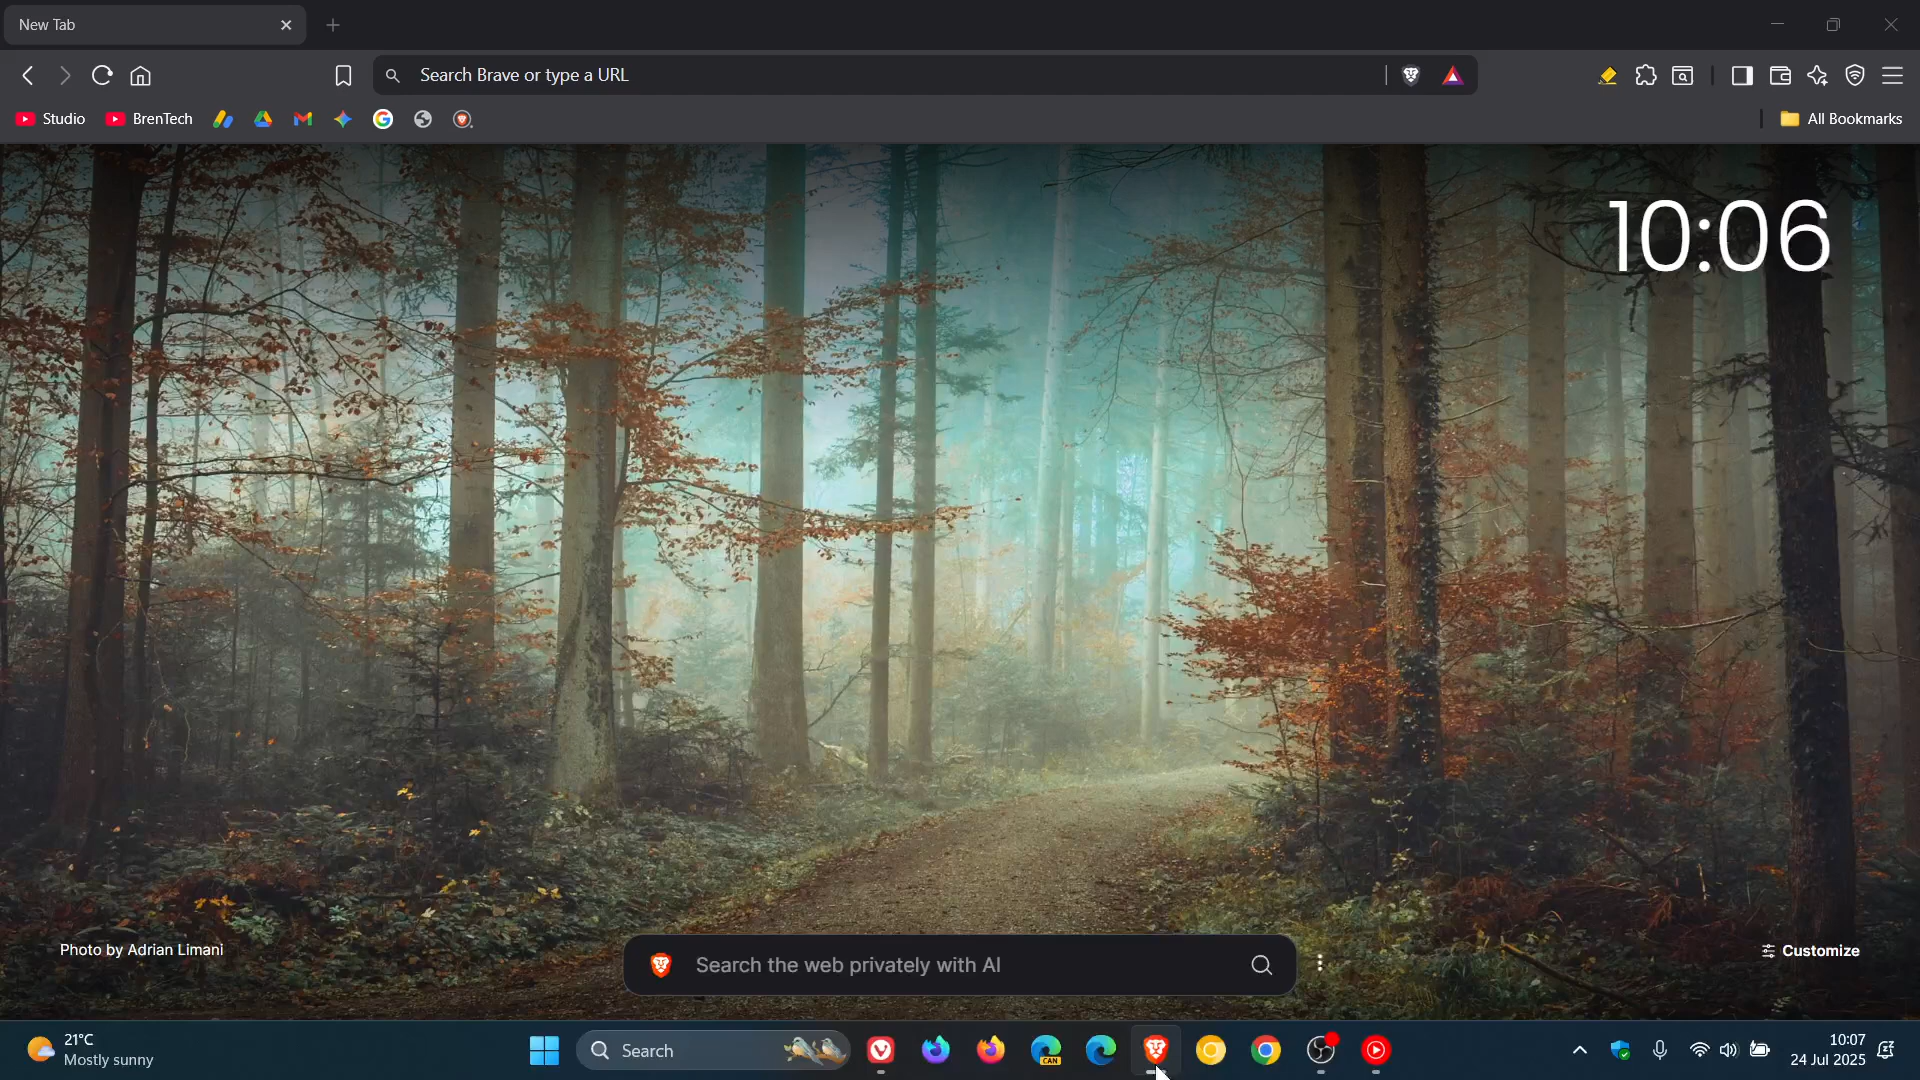 New Tab
Search Brave or type a URL
Studio
BrenTech
All Bookmarks
10:06
Photo by Adrian Limani
Search the web privately with AI
Customize
21°C
Mostly sunny
Search
CAN
10:07
24 Jul 2025